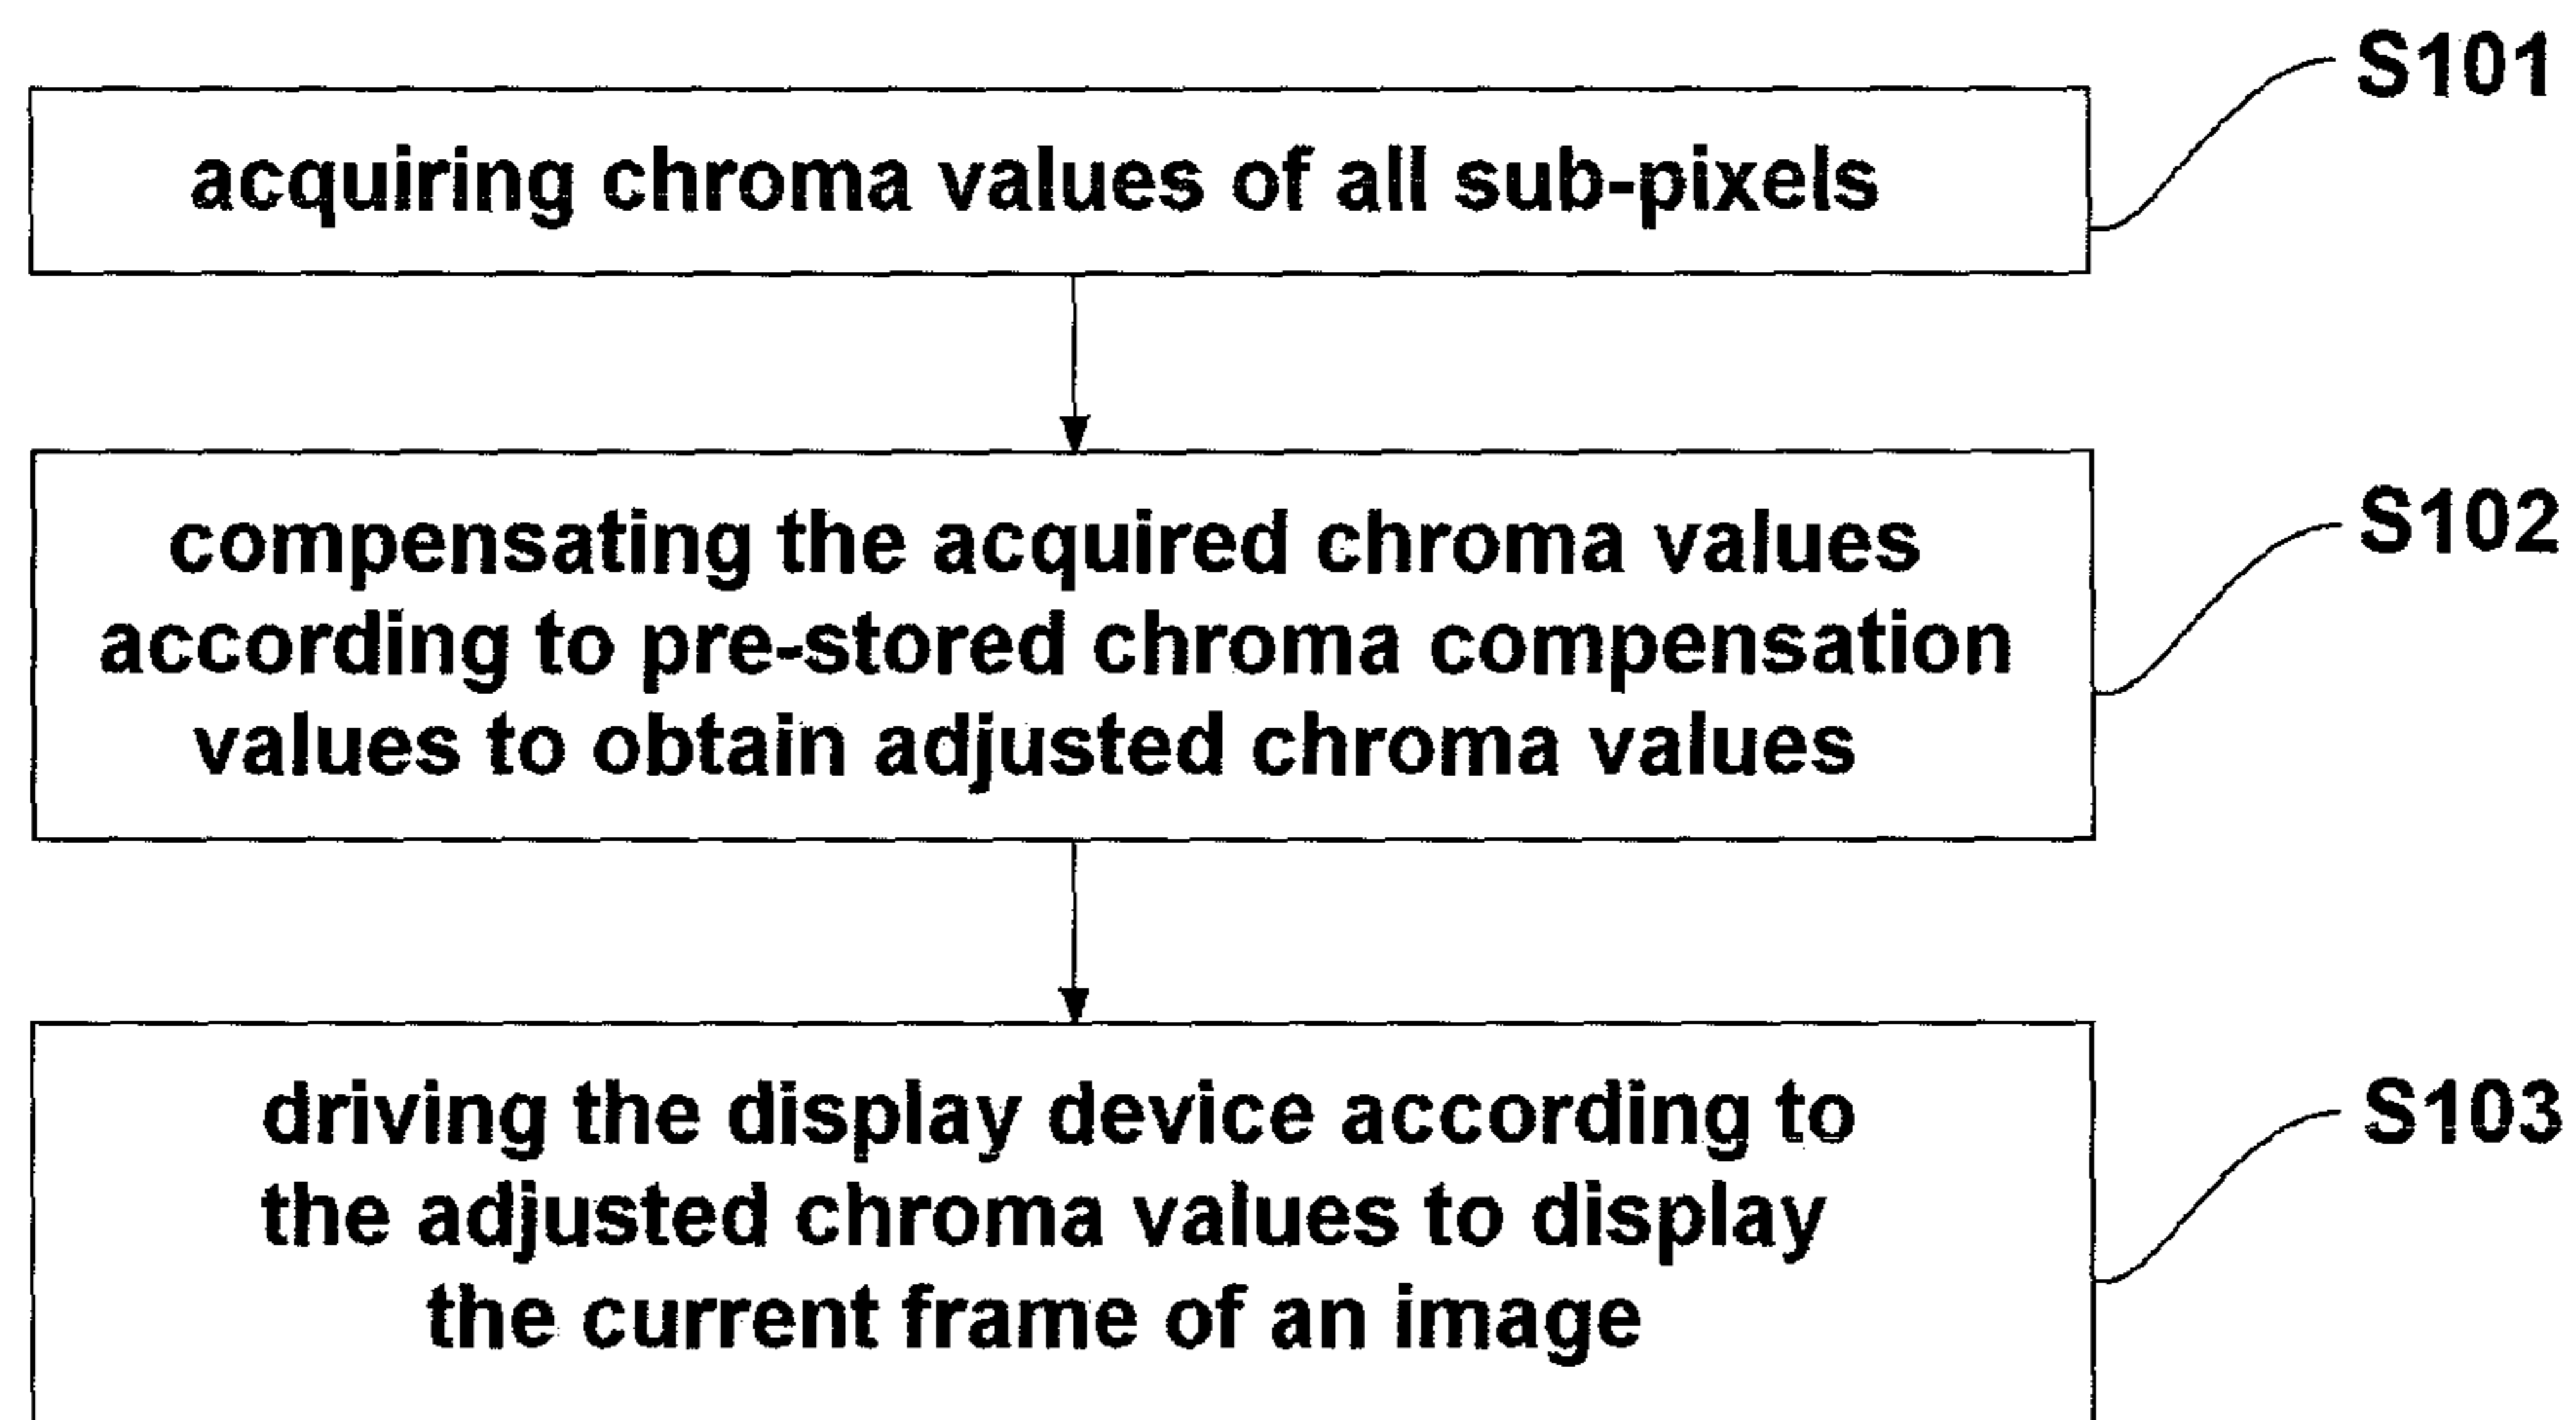 S101
acquiring chroma values of all sub-pixels
S102
compensating the acquired chroma values
according to pre-stored chroma compensation
values to obtain adjusted chroma values
S103
driving the display device according to
the adjusted chroma values to display
the current frame of an image